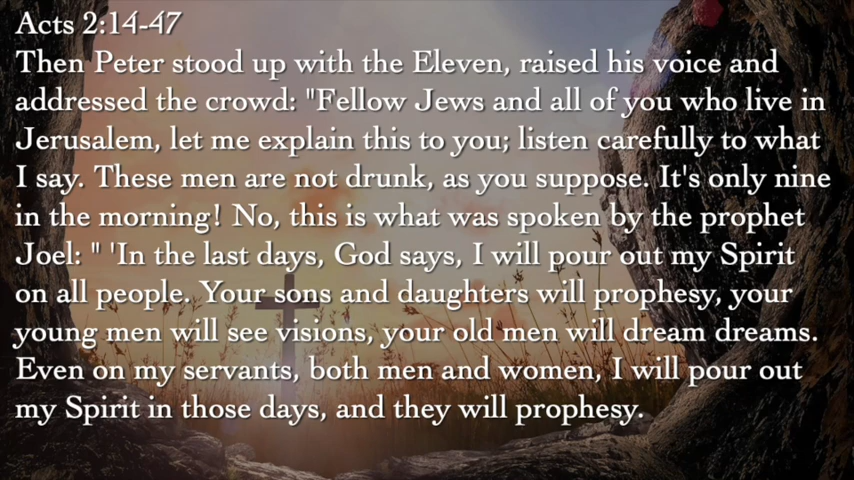 Acts 2:14-47
Then Peter stood up with the Eleven, raised his voice and
addressed the crowd: "Fellow Jews and all of you who live in
Jerusalem, let me explain this to you; listen carefully to what
I say. These men are not drunk, as you suppose. It's only nine
in the morning! No, this is what was spoken by the prophet
Joel: " 'In the last days, God says, I will pour out my Spirit
on all people. Your sons and daughters will prophesy, your
young men will see visions, your old men will dream dreams.
Even on my servants, both men and women, I will pour out
my Spirit in those days, and they will prophesy.